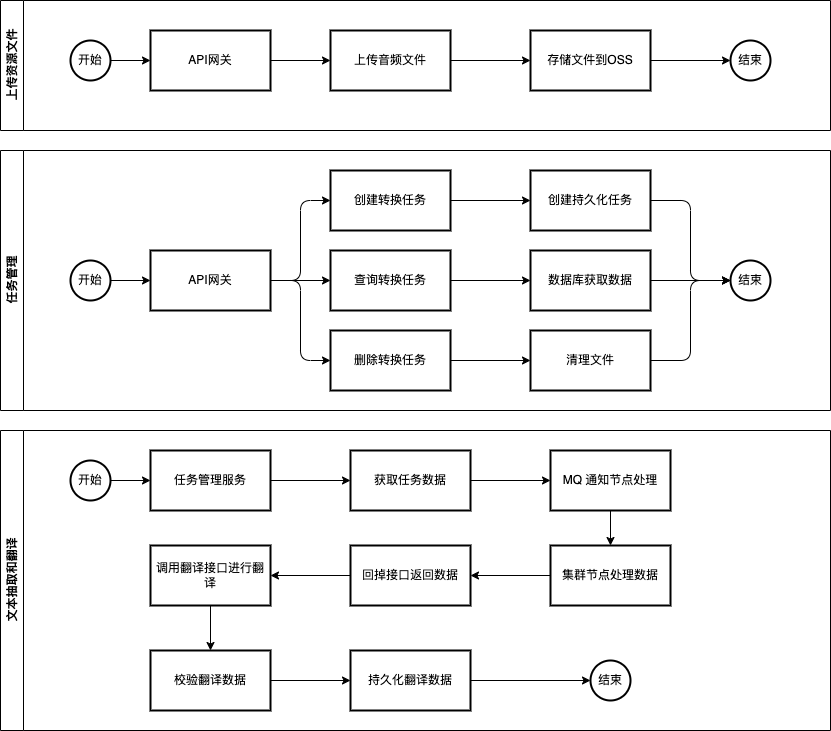 上传资源文件
开始
API网关
上传音频文件
存储文件到OSS
结束
任务管理
创建转换任务
创建持久化任务
开始
API网关
查询转换任务
数据库获取数据
结束
删除转换任务
清理文件
文本抽取和翻译
开始
任务管理服务
获取任务数据
MQ 通知节点处理
调用翻译接口进行翻
译
回掉接口返回数据
集群节点处理数据
校验翻译数据
持久化翻译数据
结束